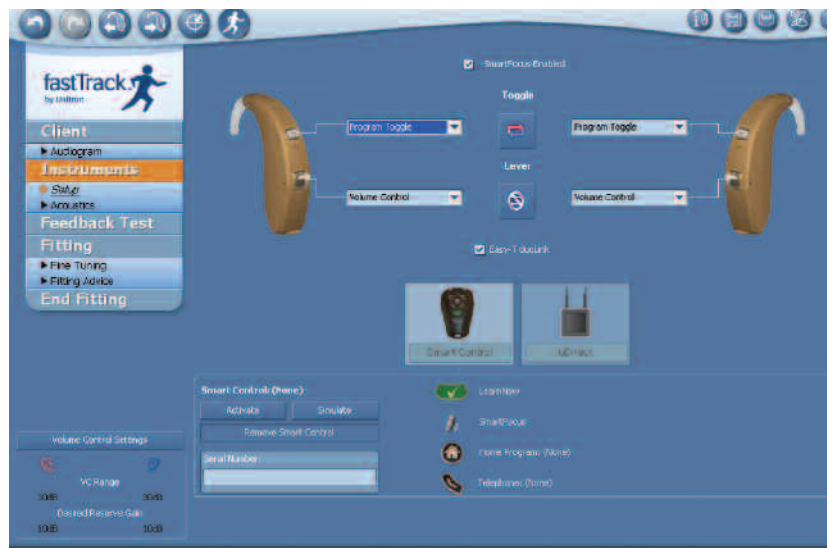 fastTrack
by Unitron
Client
Audiogram
Instruments
Setup
Acoustics
Feedback Test
Fitting
Fine Tuning
Fitting Advice
End Fitting
SmartFocus Enabled
Toggle
Program Toggle
Program Toggle
Lever
Volume Control
Volume Control
Easy-T duoLink
Smart Control
uDirect
Smart Control: (None)
Activate
Simulate
Remove Smart Control
Serial Number:
LearnNow
SmartFocus
Home Program: (None)
Telephone: (None)
Volume Control Settings
VC Range
10dB
Desired Reserve Gain
10dB
10dB